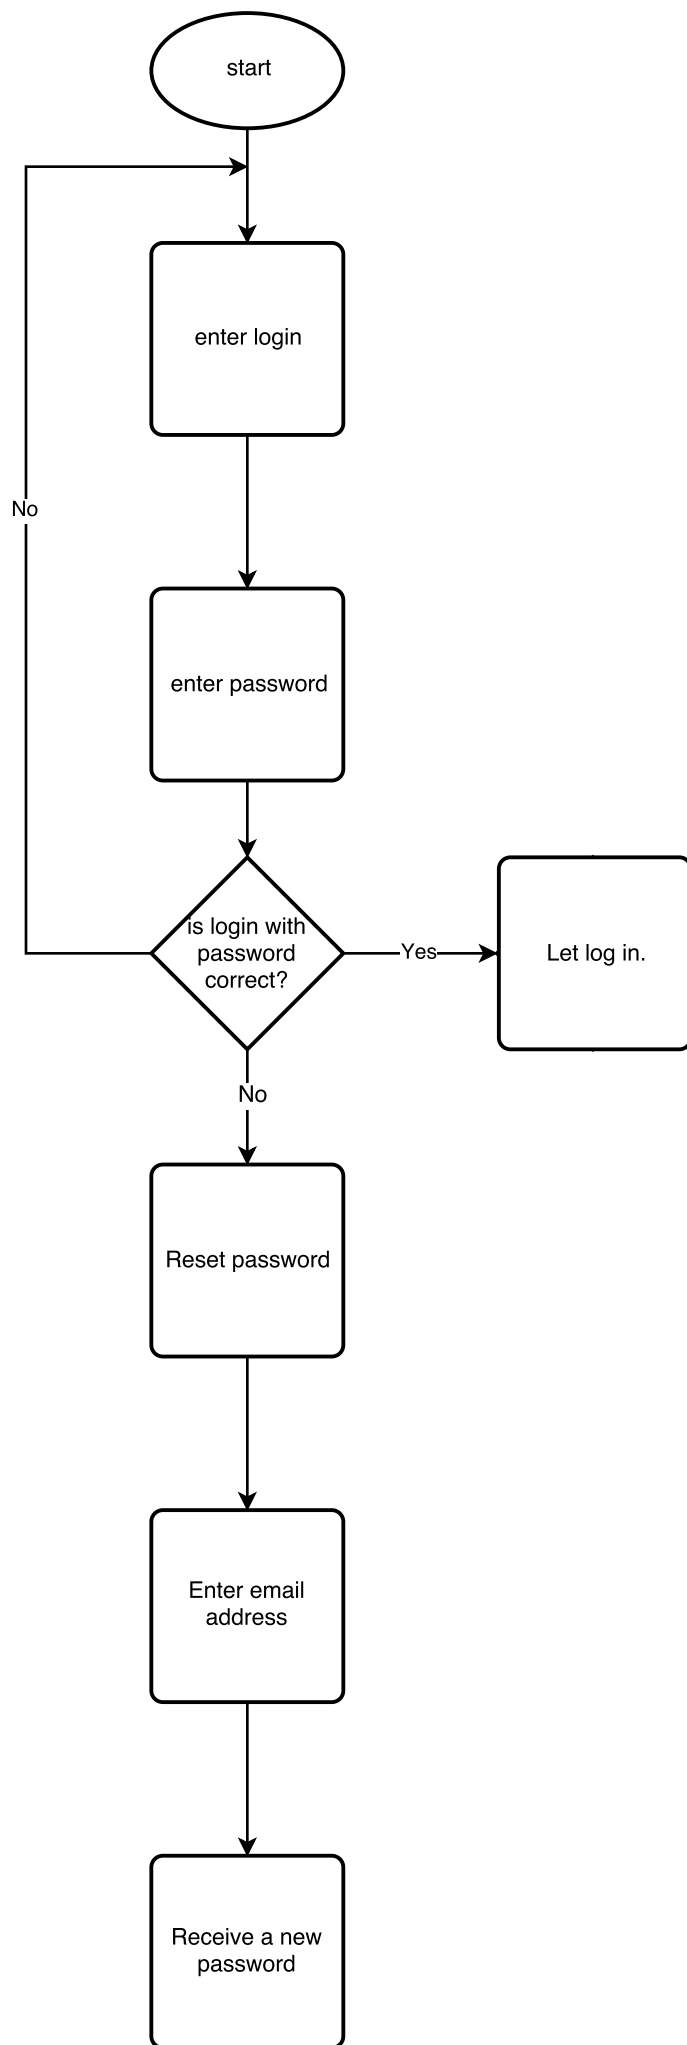 start
enter login
No
enter password
is login with
password
correct?
Yes
Let log in.
No
Reset password
Enter email
address
Receive a new
password